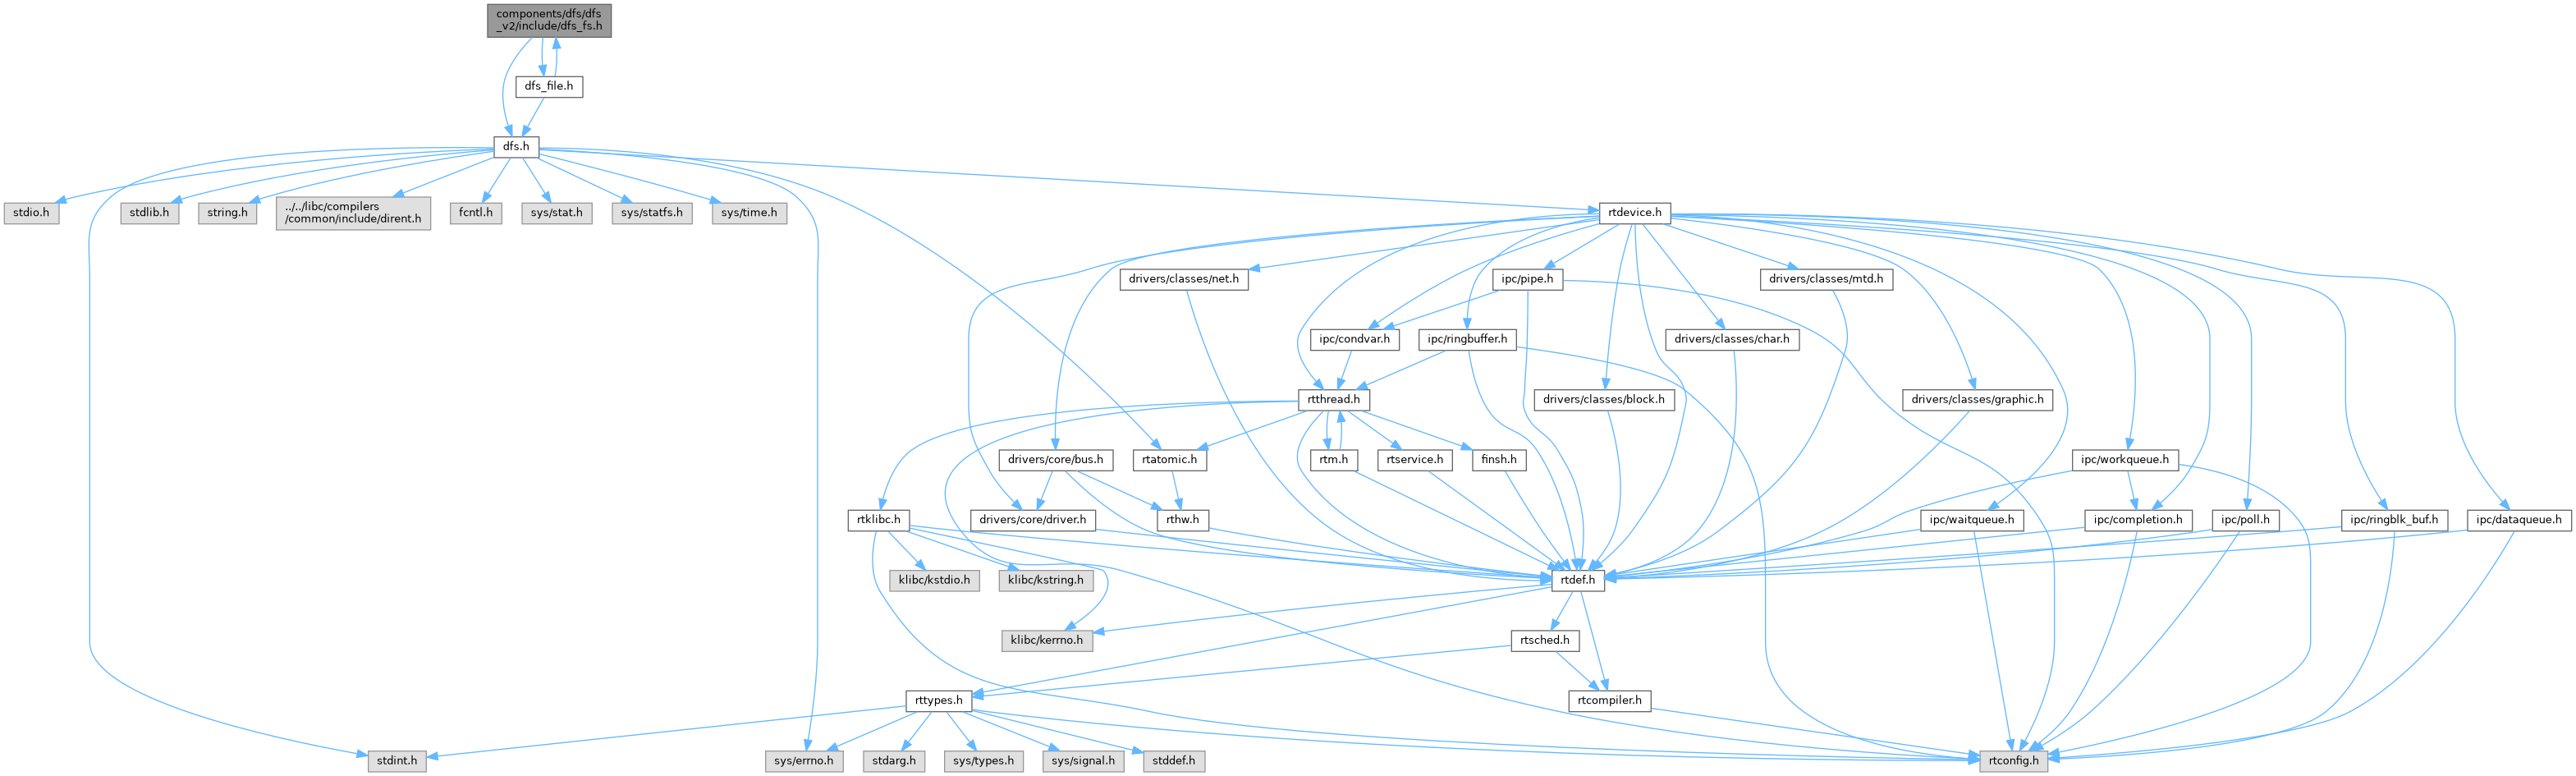 components/dfs/dfs
_v2/include/dfs_fs.h
dfs_file.h
dfs.h
stdio.h
stdlib.h
string.h
../../libc/compilers
/common/include/dirent.h
fcntl.h
sys/stat.h
sys/statfs.h
sys/time.h
rtdevice.h
drivers/classes/net.h
ipc/pipe.h
drivers/classes/mtd.h
ipc/condvar.h
ipc/ringbuffer.h
drivers/classes/char.h
rtthread.h
drivers/classes/block.h
drivers/classes/graphic.h
drivers/core/bus.h
rtatomic.h
rtm.h
rtservice.h
finsh.h
ipc/workqueue.h
rtklibc.h
drivers/core/driver.h
rthw.h
ipc/waitqueue.h
ipc/completion.h
ipc/poll.h
ipc/ringblk_buf.h
ipc/dataqueue.h
klibc/kstdio.h
klibc/kstring.h
rtdef.h
klibc/kerrno.h
rtsched.h
rttypes.h
rtcompiler.h
stdint.h
sys/errno.h
stdarg.h
sys/types.h
sys/signal.h
stddef.h
rtconfig.h